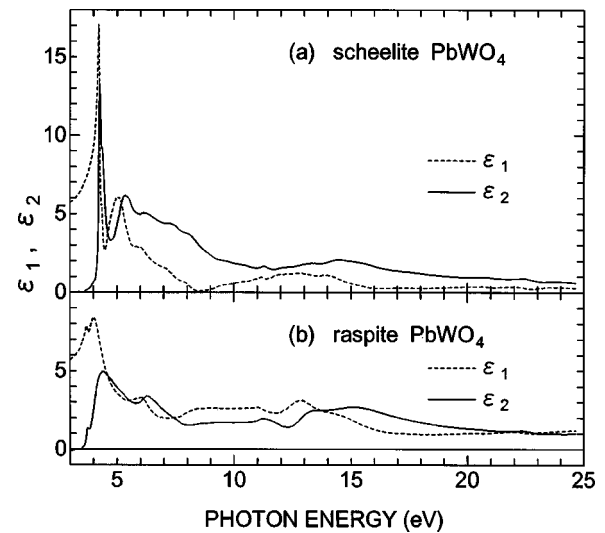 15
10
5
0
(a) scheelite PbWO₄
ε₁
ε₂
ε₁ , ε₂
5
0
(b) raspite PbWO₄
ε₁
ε₂
5
10
15
20
25
PHOTON ENERGY (eV)